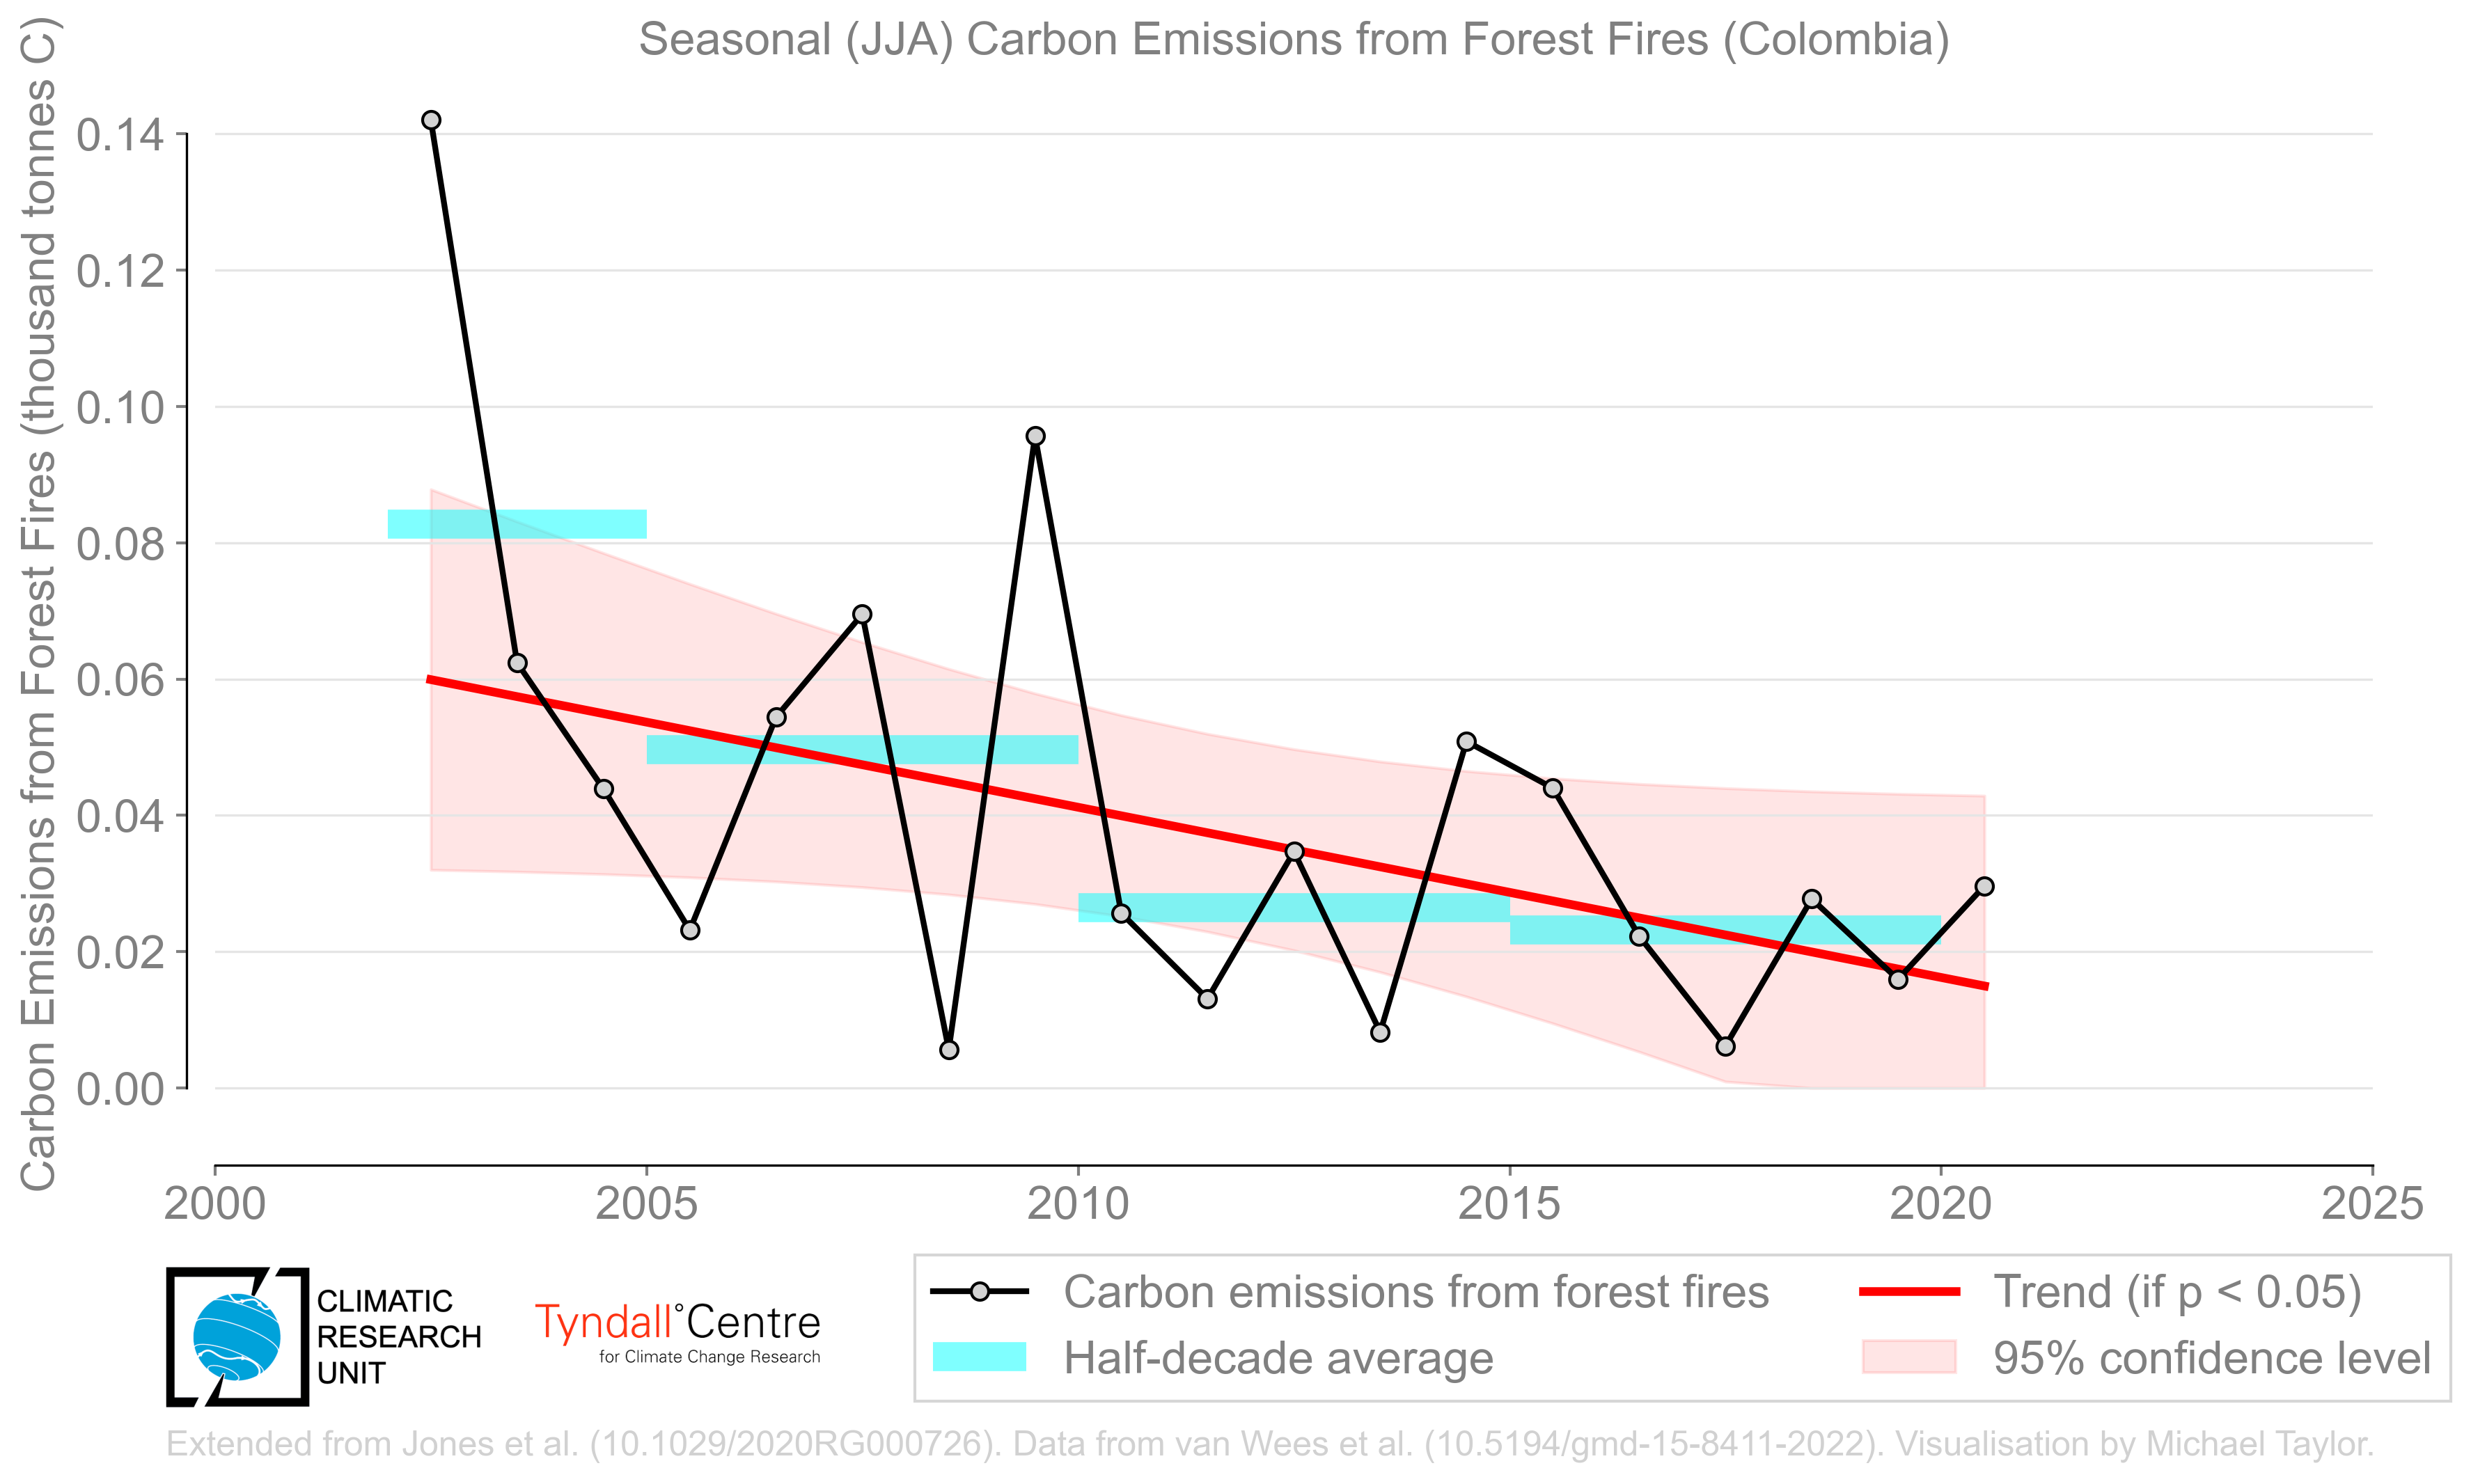 Seasonal (JJA) Carbon Emissions from Forest Fires (Colombia)
Carbon Emissions from Forest Fires (thousand tonnes C)
0.14
0.12
0.10
0.08
0.06
0.04
0.02
0.00
2000 2005 2010 2015 2020 2025
Carbon emissions from forest fires
Half-decade average
Trend (if p < 0.05)
95% confidence level
CLIMATIC
RESEARCH
UNIT
Tyndall°Centre
for Climate Change Research
Extended from Jones et al. (10.1029/2020RG000726). Data from van Wees et al. (10.5194/gmd-15-8411-2022). Visualisation by Michael Taylor.